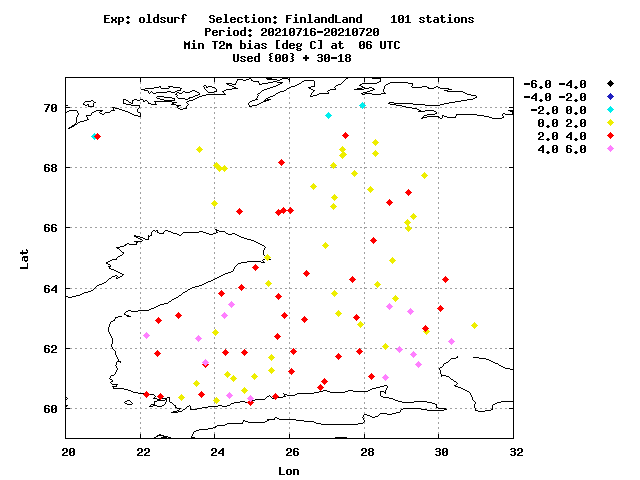 Exp: oldsurf   Selection: FinlandLand    101 stations
Period: 20210716-20210720
Min T2m bias [deg C] at  06 UTC
Used {00} + 30-18
-6.0 -4.0
-4.0 -2.0
-2.0 0.0
0.0 2.0
2.0 4.0
4.0 6.0
70
68
66
64
62
60
Lat
20 22 24 26 28 30 32
Lon